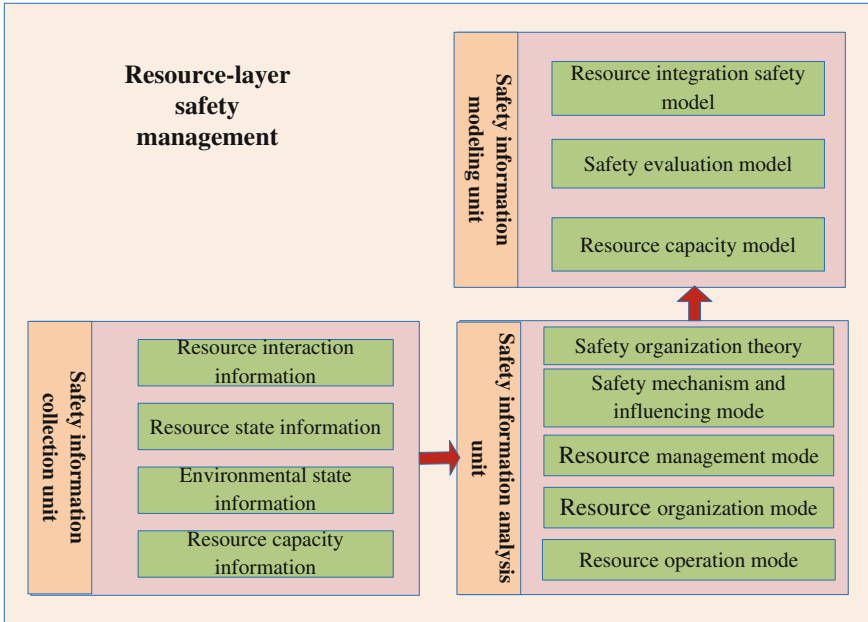 Resource-layer
safety
management
Safety information
modeling unit
Resource integration safety
model
Safety evaluation model
Resource capacity model
Safety information
collection unit
Resource interaction
information
Resource state information
Environmental state
information
Resource capacity
information
Safety information analysis
unit
Safety organization theory
Safety mechanism and
influencing mode
Resource management mode
Resource organization mode
Resource operation mode